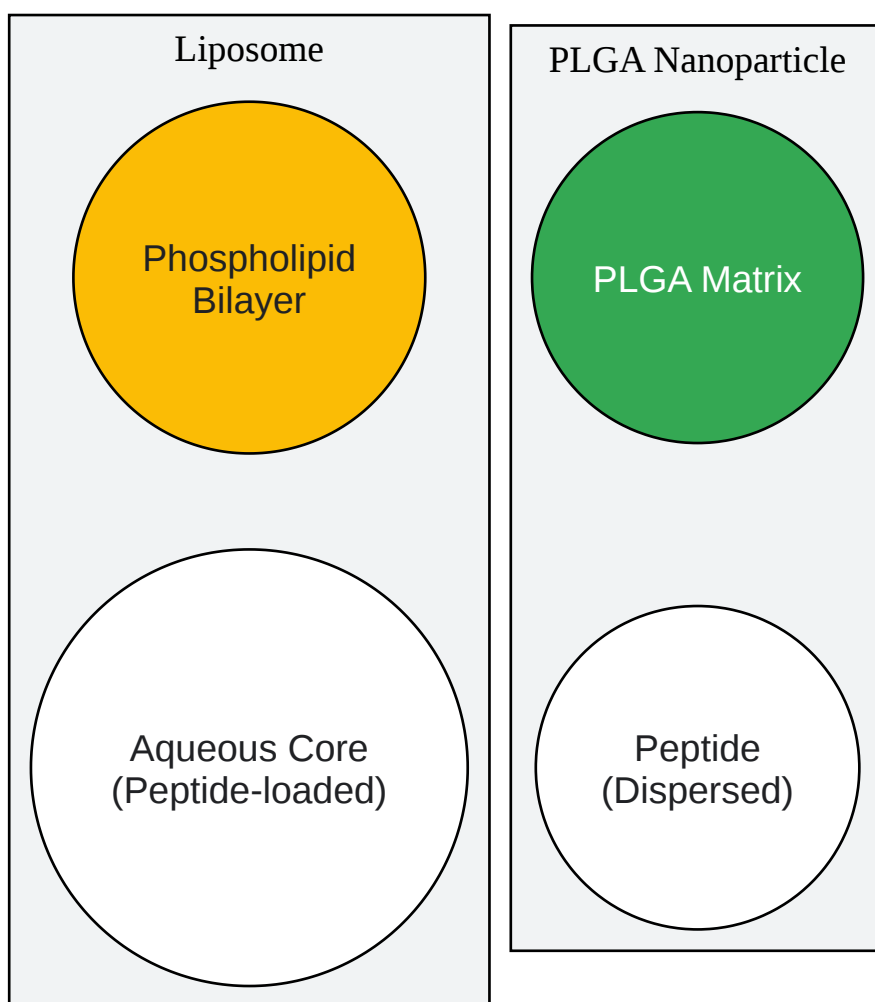 Liposome
Phospholipid
Bilayer
Aqueous Core
(Peptide-loaded)
PLGA Nanoparticle
PLGA Matrix
Peptide
(Dispersed)